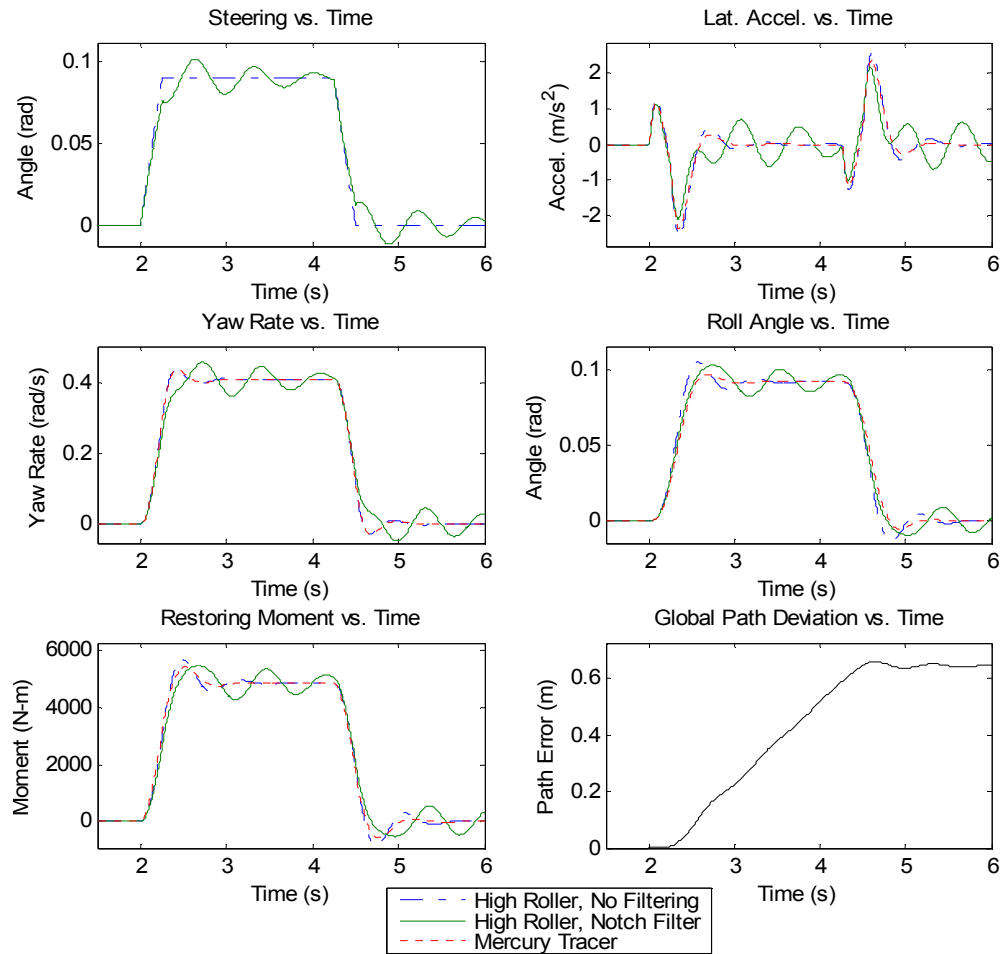 Steering vs. Time
0.1
0.05
0
Angle (rad)
2 3 4 5 6
Time (s)
Lat. Accel. vs. Time
2
1
0
-1
-2
Accel. (m/s²)
2 3 4 5 6
Time (s)
Yaw Rate vs. Time
0.4
0.2
0
Yaw Rate (rad/s)
2 3 4 5 6
Time (s)
Roll Angle vs. Time
0.1
0.05
0
Angle (rad)
2 3 4 5 6
Time (s)
Restoring Moment vs. Time
6000
4000
2000
0
Moment (N-m)
2 3 4 5 6
Time (s)
Global Path Deviation vs. Time
0.6
0.4
0.2
0
Path Error (m)
2 3 4 5 6
Time (s)
High Roller, No Filtering
High Roller, Notch Filter
Mercury Tracer